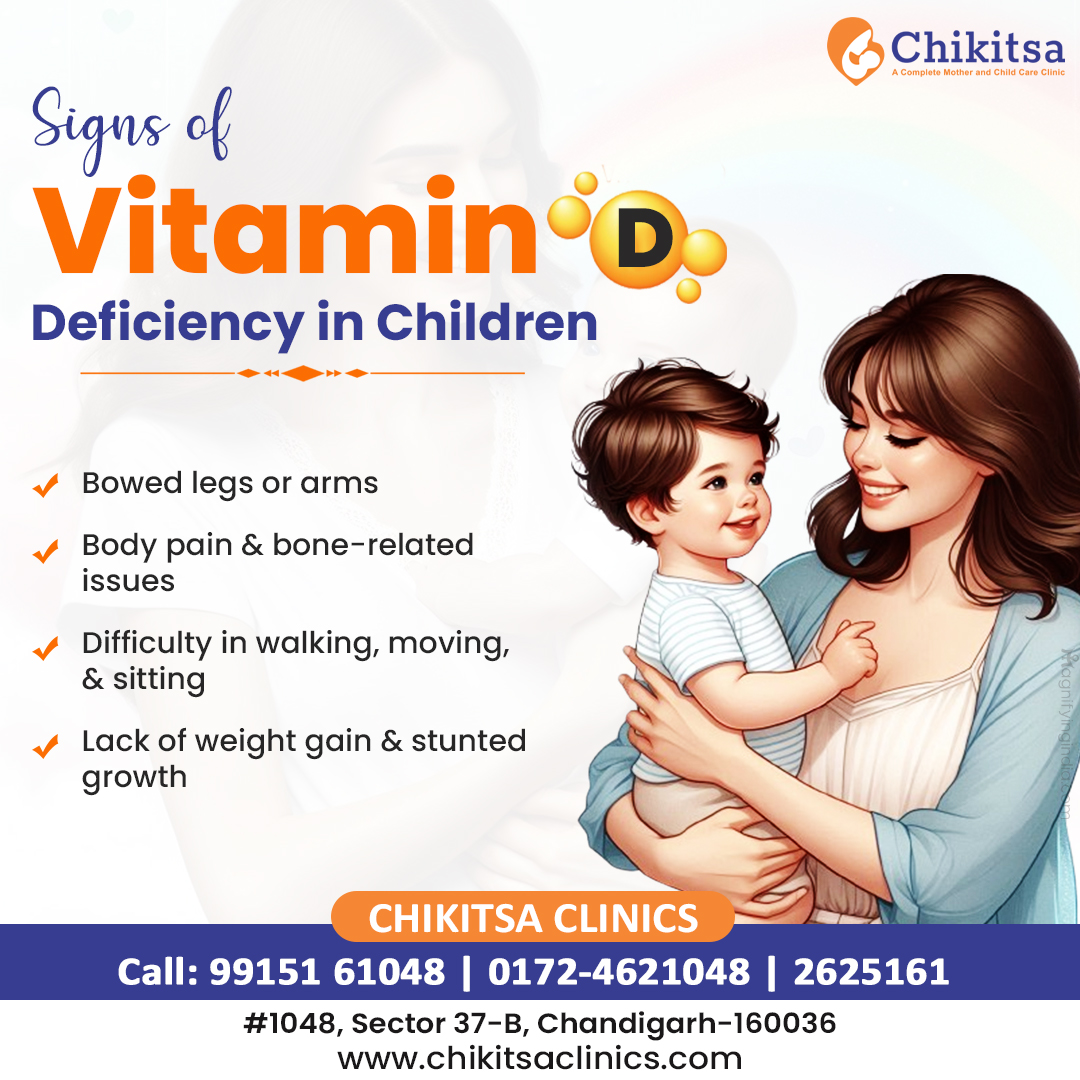 Chikitsa
A Complete Mother and Child Care Clinic
Signs of
Vitamin D
Deficiency in Children
Bowed legs or arms
Body pain & bone-related
issues
Difficulty in walking, moving,
& sitting
Lack of weight gain & stunted
growth
CHIKITSA CLINICS
Call: 99151 61048 | 0172-4621048 | 2625161
#1048, Sector 37-B, Chandigarh-160036
www.chikitsaclinics.com